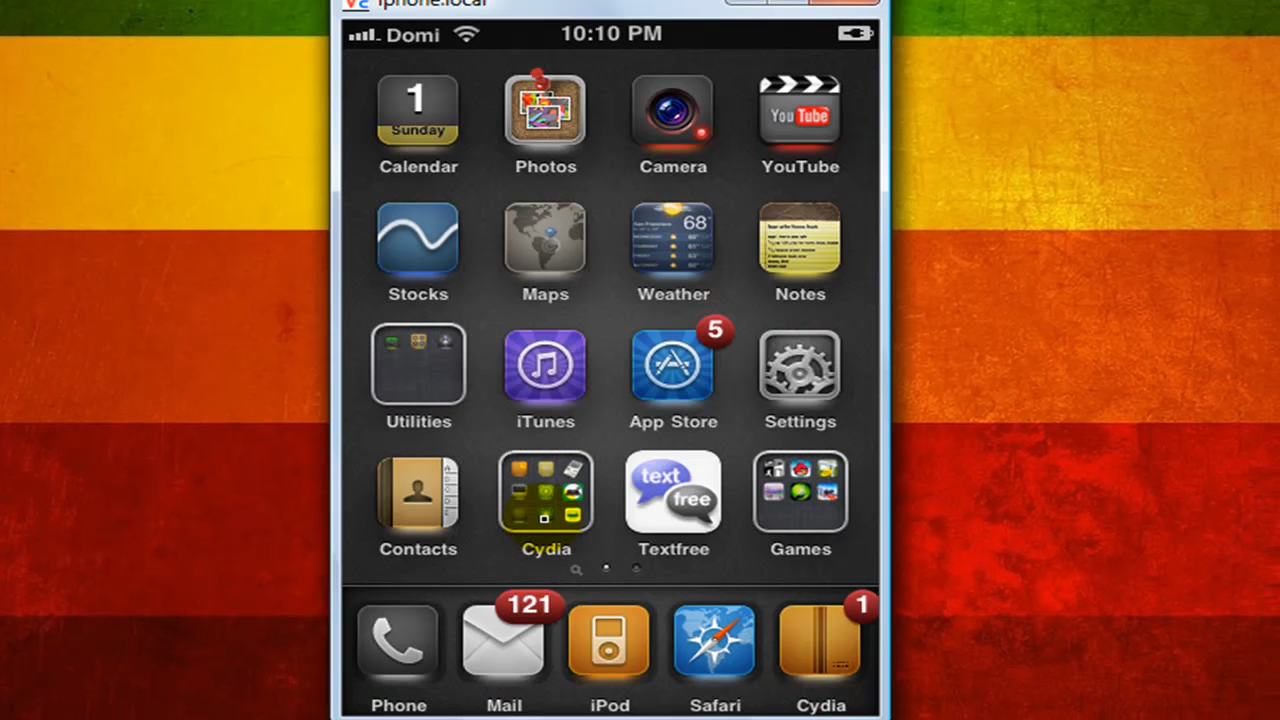 iphone.local
Domi 10:10 PM
1
Sunday
You Tube
Calendar Photos Camera YouTube
68
Stocks Maps Weather Notes
5
Utilities iTunes App Store Settings
text
free
Contacts Cydia Textfree Games
121 1
Phone Mail iPod Safari Cydia